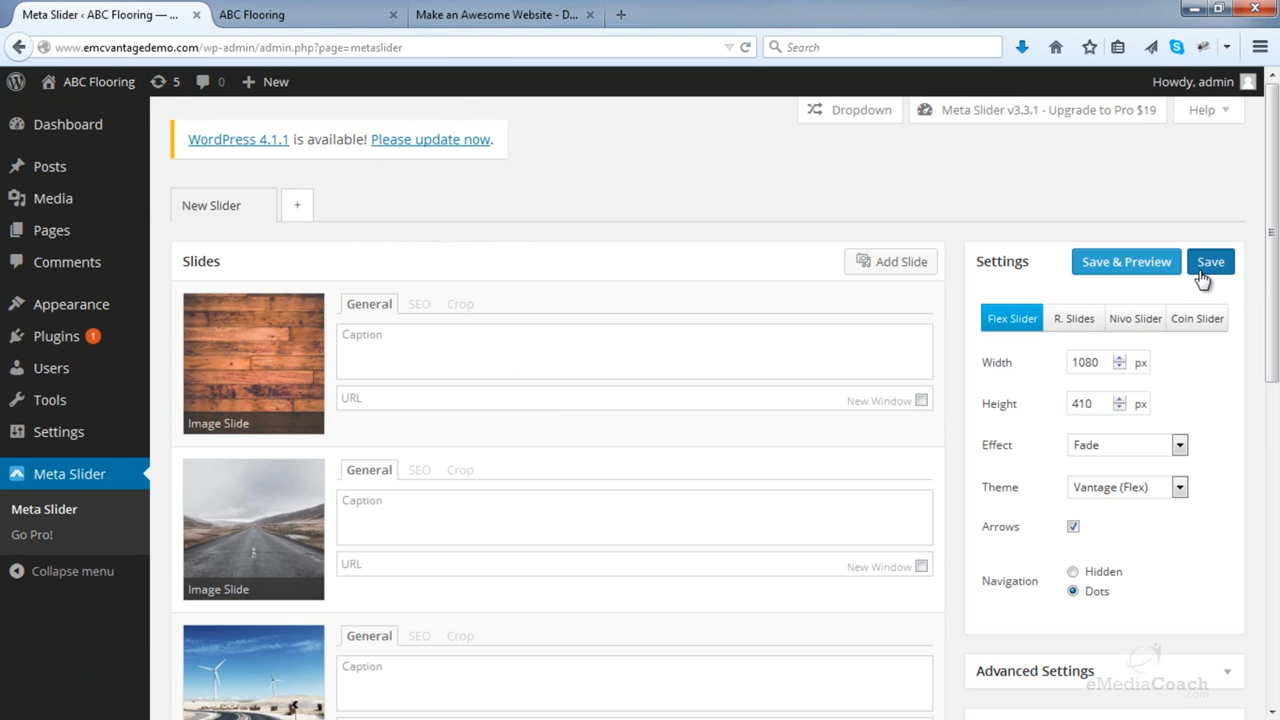 Meta Slider ‹ ABC Flooring — ...
ABC Flooring
Make an Awesome Website - D...
www.emcvantagedemo.com/wp-admin/admin.php?page=metaslider
Search
ABC Flooring
5
0
New
Howdy, admin
Dashboard
Posts
Media
Pages
Comments
Appearance
Plugins 1
Users
Tools
Settings
Meta Slider
Meta Slider
Go Pro!
Collapse menu
Dropdown
Meta Slider v3.3.1 - Upgrade to Pro $19
Help
WordPress 4.1.1 is available! Please update now.
New Slider
+
Slides
Add Slide
Image Slide
General SEO Crop
Caption
URL
New Window
Image Slide
General SEO Crop
Caption
URL
New Window
General SEO Crop
Caption
Settings
Save & Preview
Save
Flex Slider R. Slides Nivo Slider Coin Slider
Width 1080 px
Height 410 px
Effect Fade
Theme Vantage (Flex)
Arrows
Navigation
Hidden
Dots
Advanced Settings
eMediaCoach
.com